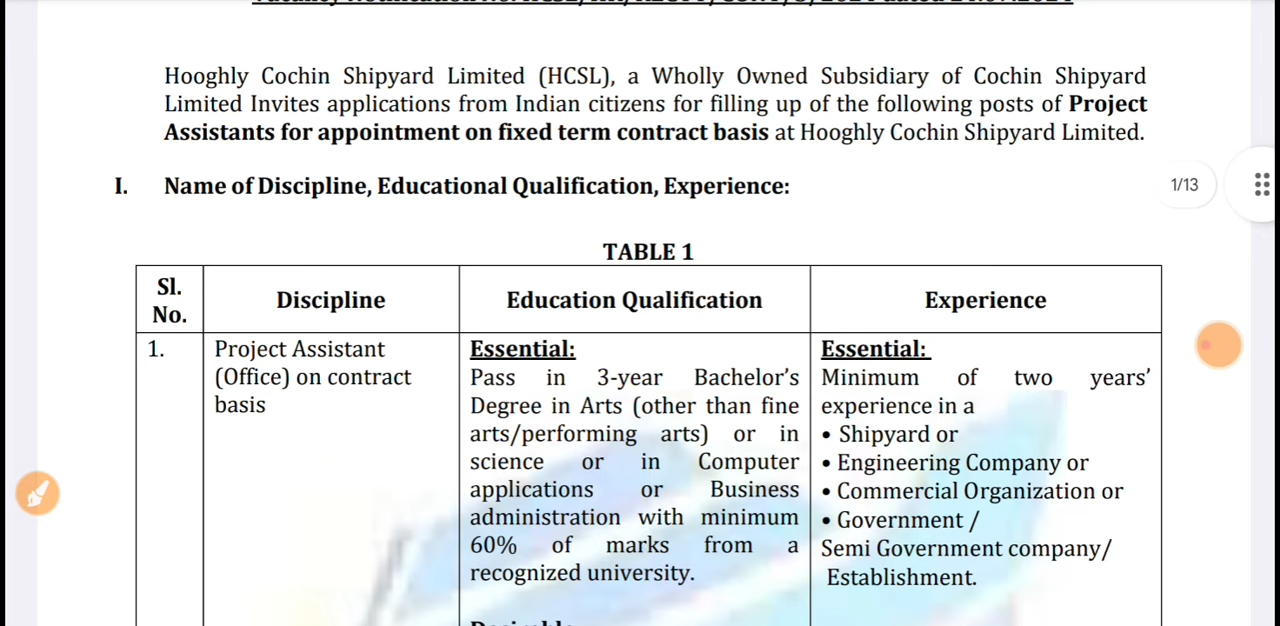 Hooghly Cochin Shipyard Limited (HCSL), a Wholly Owned Subsidiary of Cochin Shipyard
Limited Invites applications from Indian citizens for filling up of the following posts of Project
Assistants for appointment on fixed term contract basis at Hooghly Cochin Shipyard Limited.
I. Name of Discipline, Educational Qualification, Experience:
1/13
TABLE 1
Sl.
No.
Discipline
Education Qualification
Experience
1.
Project Assistant
(Office) on contract
basis
Essential:
Pass in 3-year Bachelor's
Degree in Arts (other than fine
arts/performing arts) or in
science or in Computer
applications or Business
administration with minimum
60% of marks from a
recognized university.
Essential:
Minimum of two years'
experience in a
• Shipyard or
• Engineering Company or
• Commercial Organization or
• Government /
Semi Government company/
Establishment.